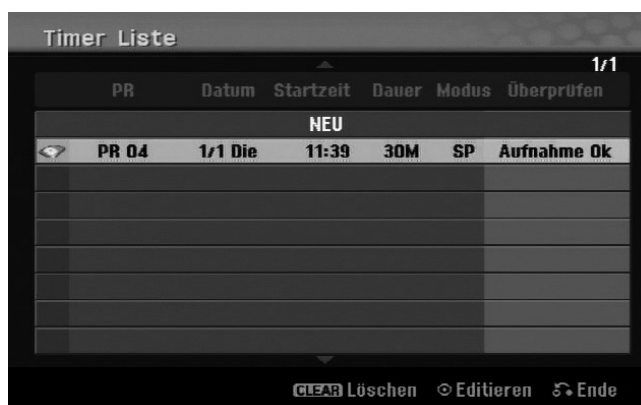 Timer Liste
1/1
PR Datum Startzeit Dauer Modus Überprüfen
NEU
PR 04 1/1 Die 11:39 30M SP Aufnahme Ok
CLEAR Löschen Editieren Ende